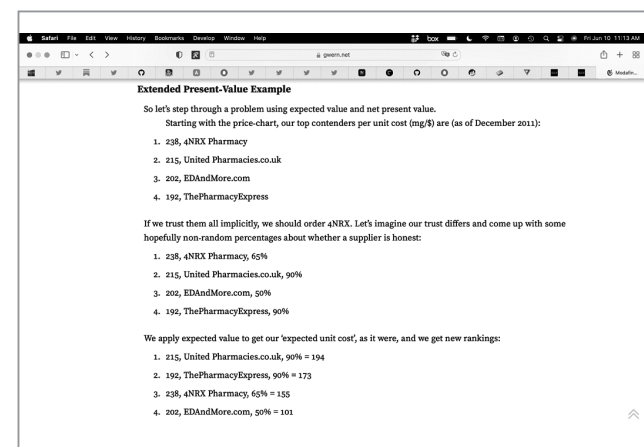 Safari File Edit View History Bookmarks Develop Window Help
box
Fri Jun 10 11:13 AM
gwern.net
Medafin...
Extended Present-Value Example
So let's step through a problem using expected value and net present value.
Starting with the price-chart, our top contenders per unit cost (mg/$) are (as of December 2011):
1. 238, 4NRX Pharmacy
2. 215, United Pharmacies.co.uk
3. 202, EDAndMore.com
4. 192, ThePharmacyExpress
If we trust them all implicitly, we should order 4NRX. Let's imagine our trust differs and come up with some
hopefully non-random percentages about whether a supplier is honest:
1. 238, 4NRX Pharmacy, 65%
2. 215, United Pharmacies.co.uk, 90%
3. 202, EDAndMore.com, 50%
4. 192, ThePharmacyExpress, 90%
We apply expected value to get our 'expected unit cost', as it were, and we get new rankings:
1. 215, United Pharmacies.co.uk, 90% = 194
2. 192, ThePharmacyExpress, 90% = 173
3. 238, 4NRX Pharmacy, 65% = 155
4. 202, EDAndMore.com, 50% = 101